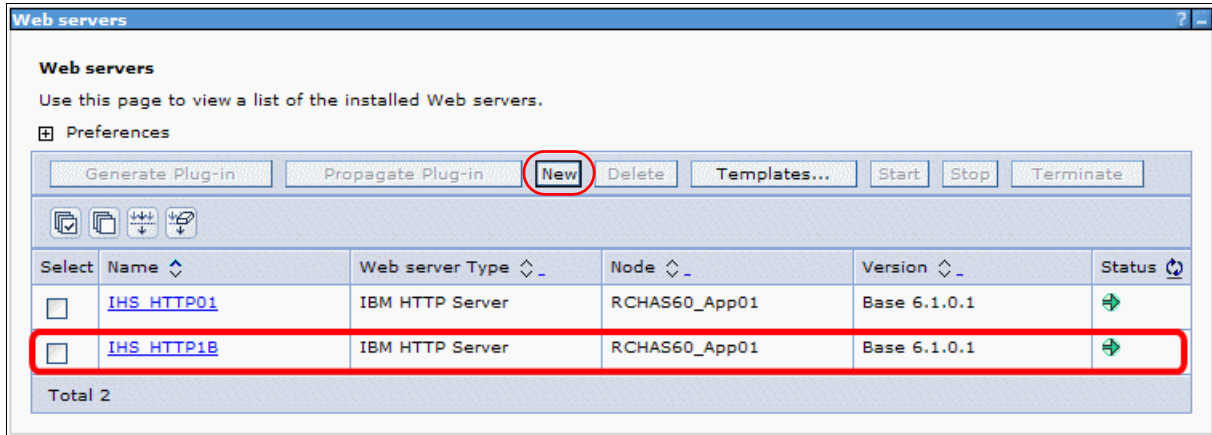 Web servers ? _
Web servers
Use this page to view a list of the installed Web servers.
Preferences
Generate Plug-in Propagate Plug-in New Delete Templates... Start Stop Terminate
Select Name Web server Type Node Version Status
IHS_HTTP01 IBM HTTP Server RCHAS60_App01 Base 6.1.0.1
IHS_HTTP1B IBM HTTP Server RCHAS60_App01 Base 6.1.0.1
Total 2